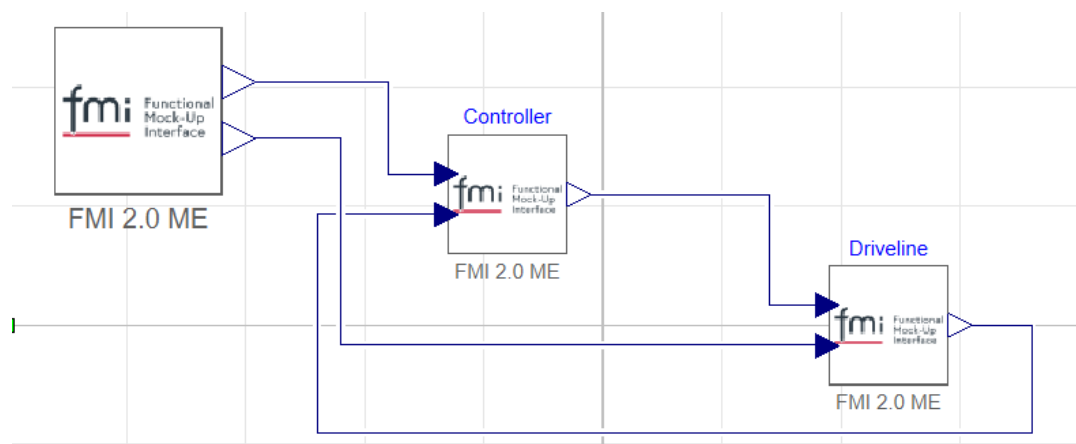 fmi Functional
Mock-Up
Interface
FMI 2.0 ME
Controller
fmi Functional
Mock-Up
Interface
FMI 2.0 ME
Driveline
fmi Functional
Mock-Up
Interface
FMI 2.0 ME